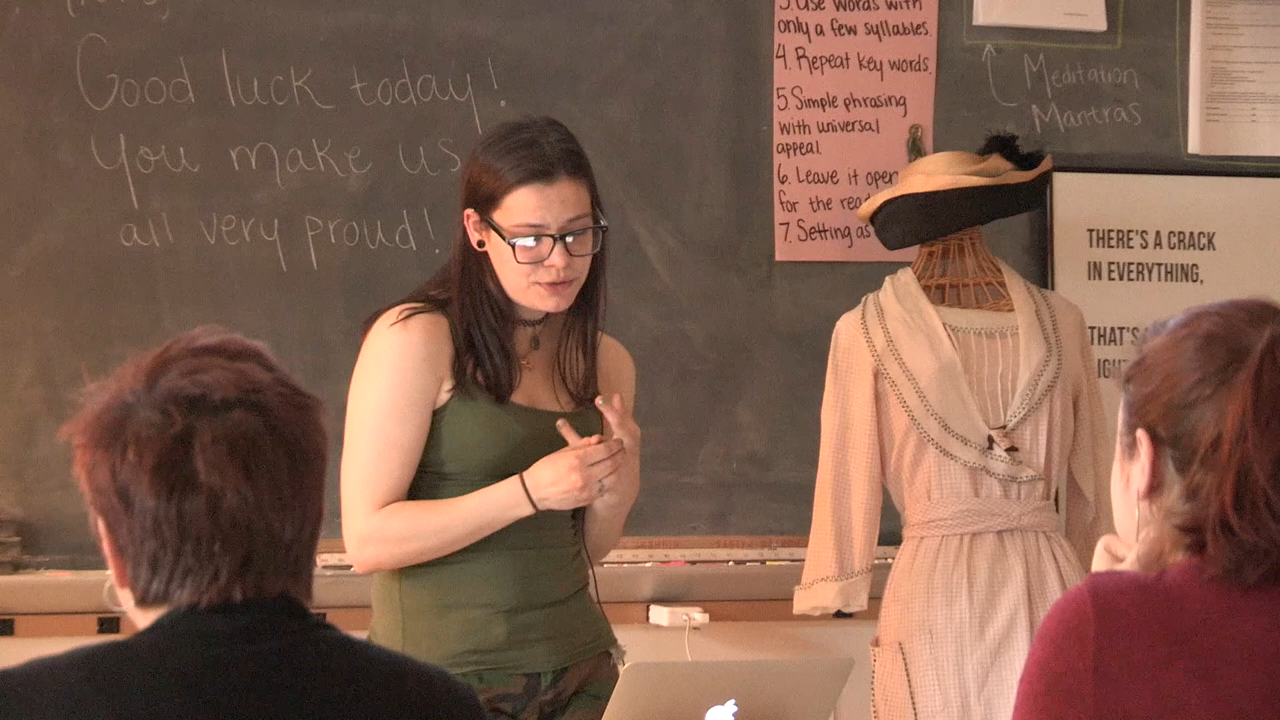 Good luck today!
You make us
all very proud!
3. Use words with
only a few syllables.
4. Repeat key words.
5. Simple phrasing
with universal
appeal.
6. Leave it open
for the
7. Setting as
Meditation
Mantras
THERE'S A CRACK
IN EVERYTHING,
THAT'S